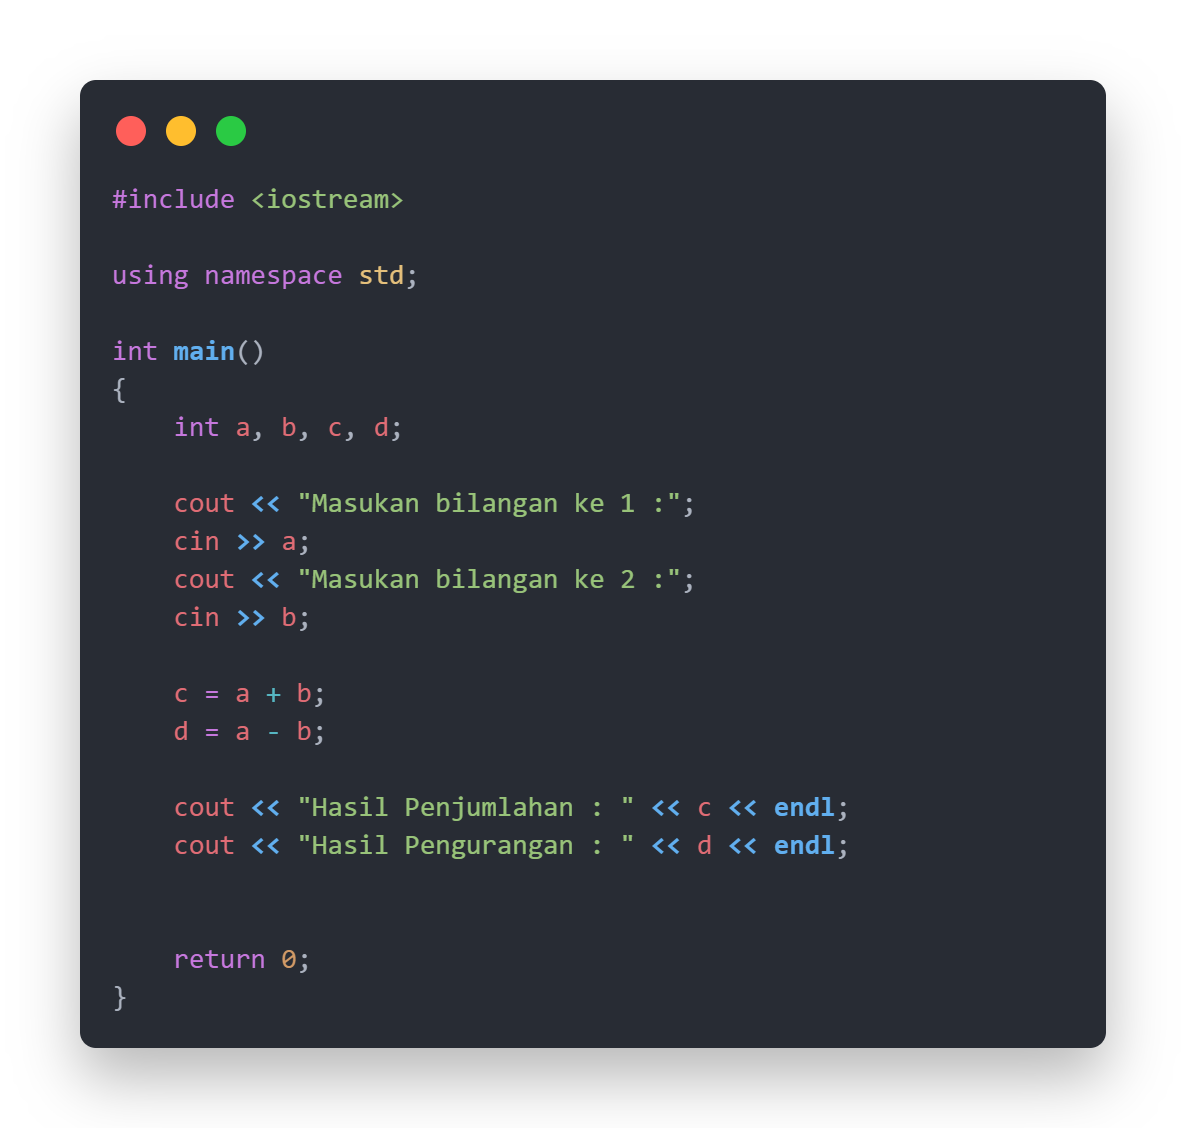 #include <iostream>

using namespace std;

int main()
{
    int a, b, c, d;

    cout << "Masukan bilangan ke 1 :";
    cin >> a;
    cout << "Masukan bilangan ke 2 :";
    cin >> b;

    c = a + b;
    d = a - b;

    cout << "Hasil Penjumlahan : " << c << endl;
    cout << "Hasil Pengurangan : " << d << endl;


    return 0;
}